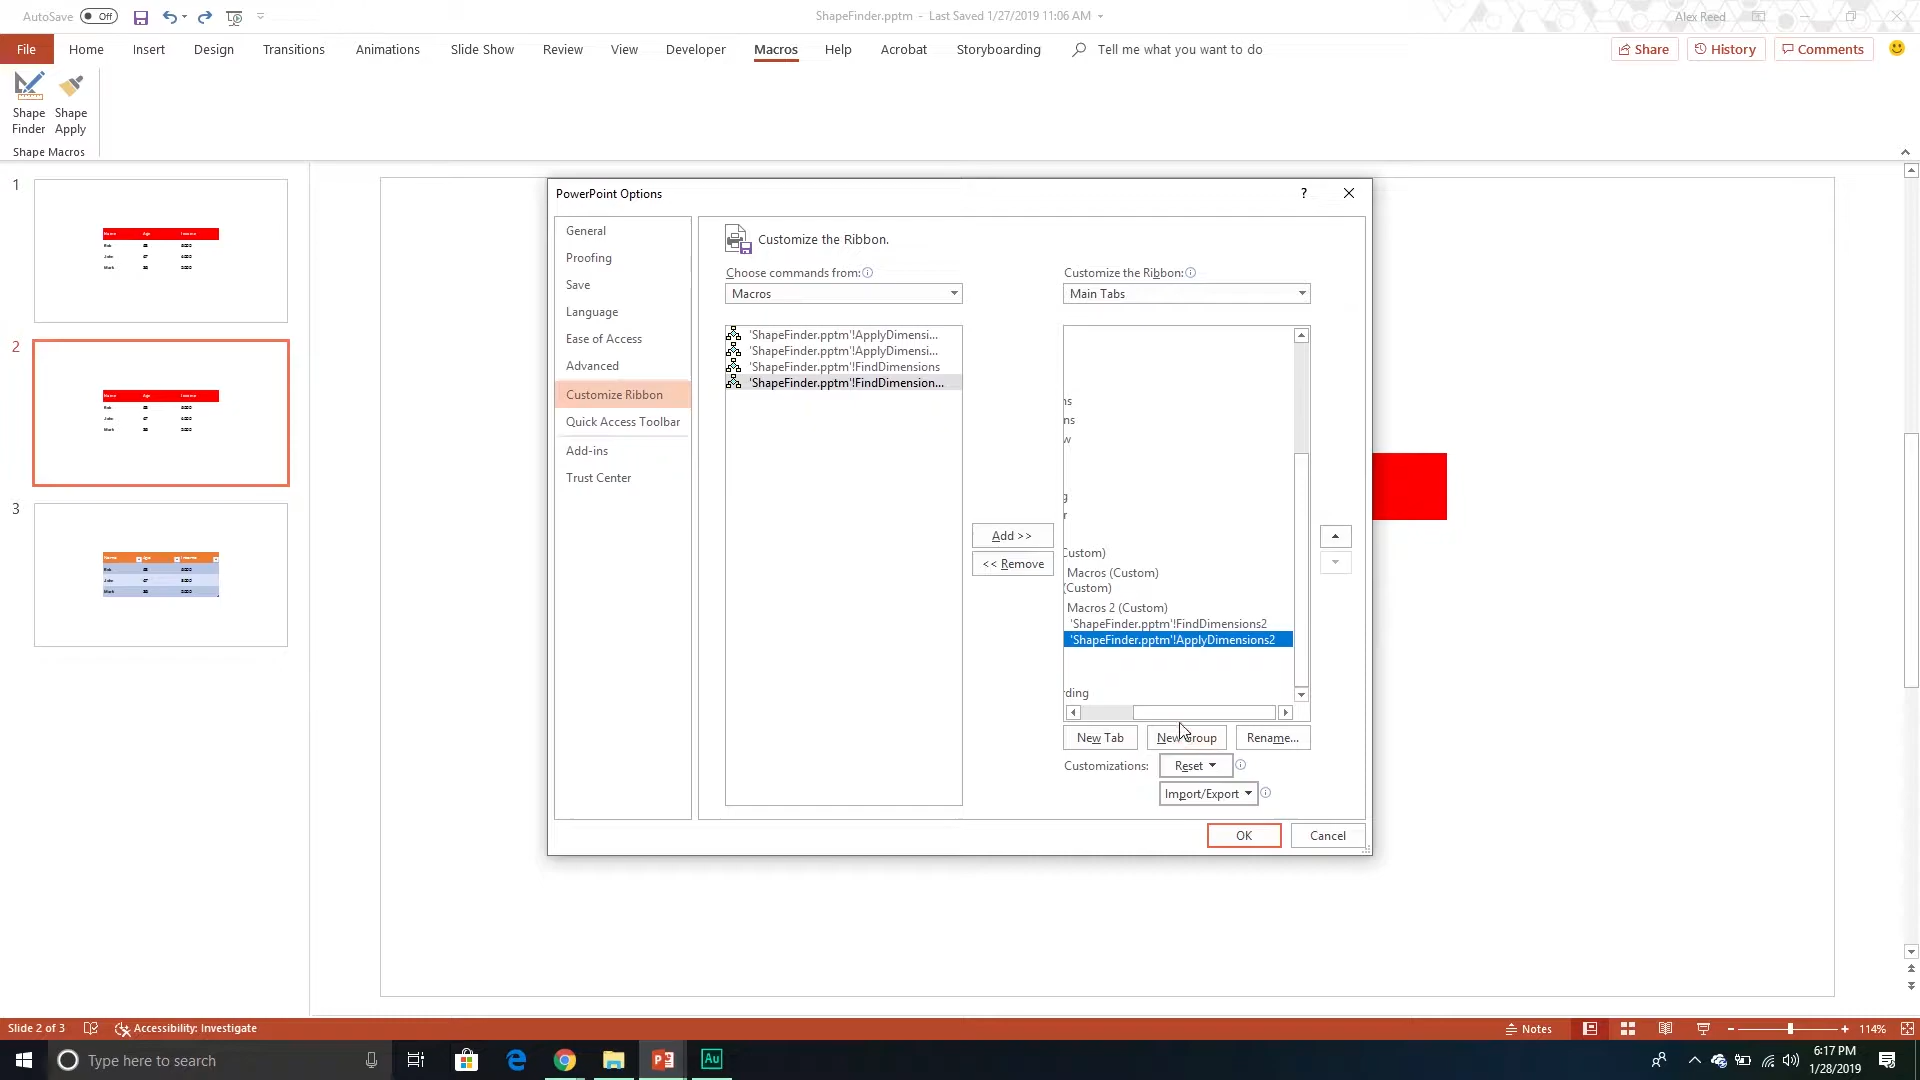 AutoSave Off
ShapeFinder.pptm - Last Saved 1/27/2019 11:06 AM
Alex Reed
File Home Insert Design Transitions Animations Slide Show Review View Developer Macros Help Acrobat Storyboarding Tell me what you want to do
Share History Comments
Shape Finder
Shape Apply
Shape Macros
1
2
3
PowerPoint Options
?
General
Proofing
Save
Language
Ease of Access
Advanced
Customize Ribbon
Quick Access Toolbar
Add-ins
Trust Center
Customize the Ribbon.
Choose commands from:
Macros
'ShapeFinder.pptm'!ApplyDimensi...
'ShapeFinder.pptm'!ApplyDimensi...
'ShapeFinder.pptm'!FindDimensions
'ShapeFinder.pptm'!FindDimension...
Add >>
<< Remove
Customize the Ribbon:
Main Tabs
ns
ns
w
g
r
Custom)
Macros (Custom)
(Custom)
Macros 2 (Custom)
'ShapeFinder.pptm'!FindDimensions2
'ShapeFinder.pptm'!ApplyDimensions2
rding
New Tab New Group Rename...
Customizations: Reset
Import/Export
OK Cancel
Slide 2 of 3 Accessibility: Investigate
Notes 114%
Type here to search
Au
6:17 PM
1/28/2019